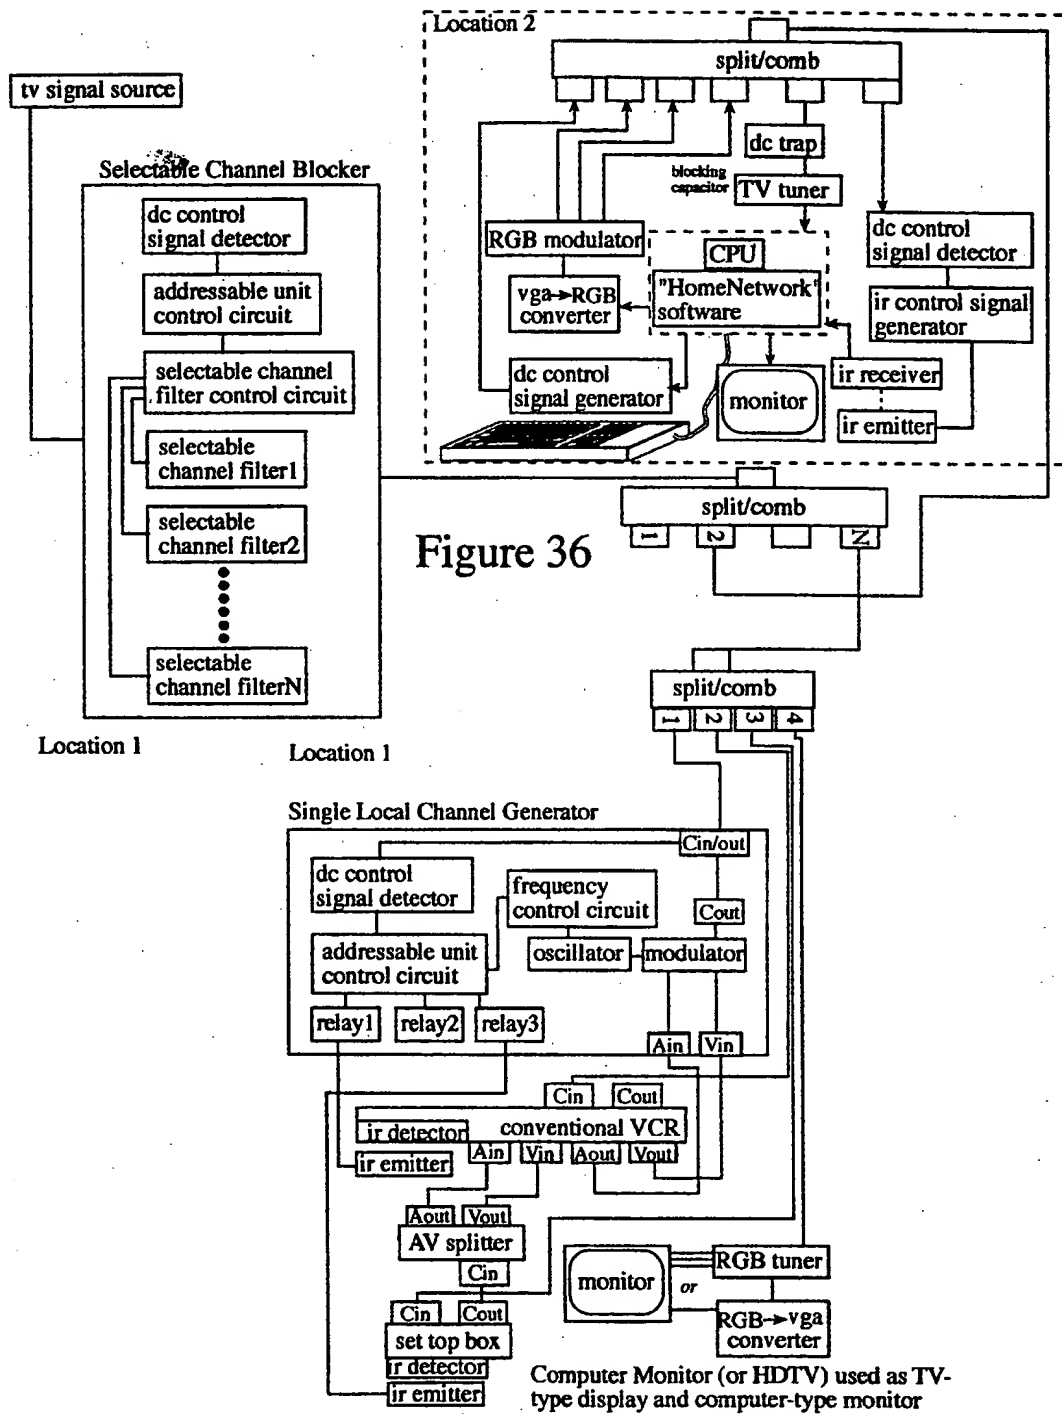 Location 2
split/comb
tv signal source
dc trap
Selectable Channel Blocker
blocking
capacitor
TV tuner
dc control
signal detector
RGB modulator
CPU
dc control
signal detector
addressable unit
control circuit
vga→RGB
converter
"HomeNetwork"
software
ir control signal
generator
selectable channel
filter control circuit
dc control
signal generator
monitor
ir receiver
ir emitter
selectable
channel filter1
split/comb
1
2
N
selectable
channel filter2
Figure 36
selectable
channel filterN
split/comb
1
2
3
4
Location 1
Location 1
Single Local Channel Generator
Cin/out
dc control
signal detector
frequency
control circuit
Cout
addressable unit
control circuit
oscillator
modulator
relay1
relay2
relay3
Ain
Vin
Cin
Cout
conventional VCR
ir detector
ir emitter
Ain
Vin
Aout
Vout
Aout
Vout
AV splitter
Cin
monitor
or
RGB tuner
Cin
Cout
set top box
RGB→vga
converter
ir detector
ir emitter
Computer Monitor (or HDTV) used as TV-
type display and computer-type monitor